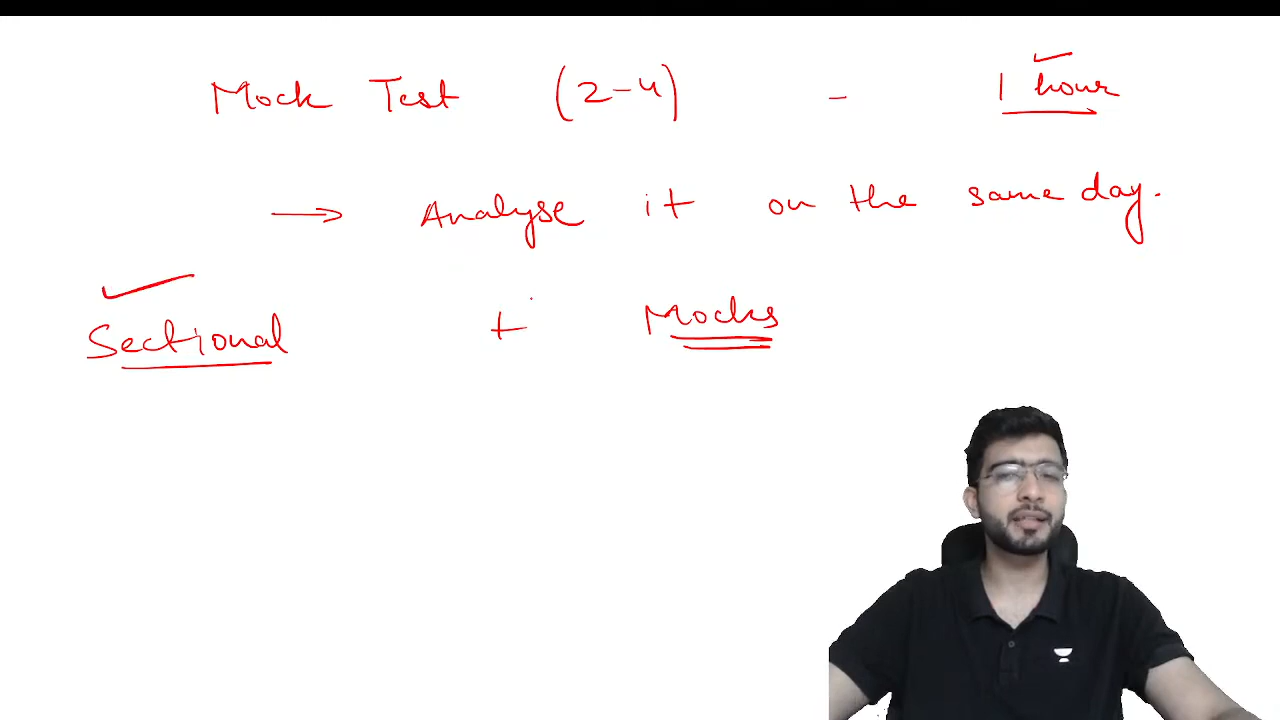 Mock Test (2-4) - 1 hour
→ Analyse it on the same day.
Sectional + Mocks